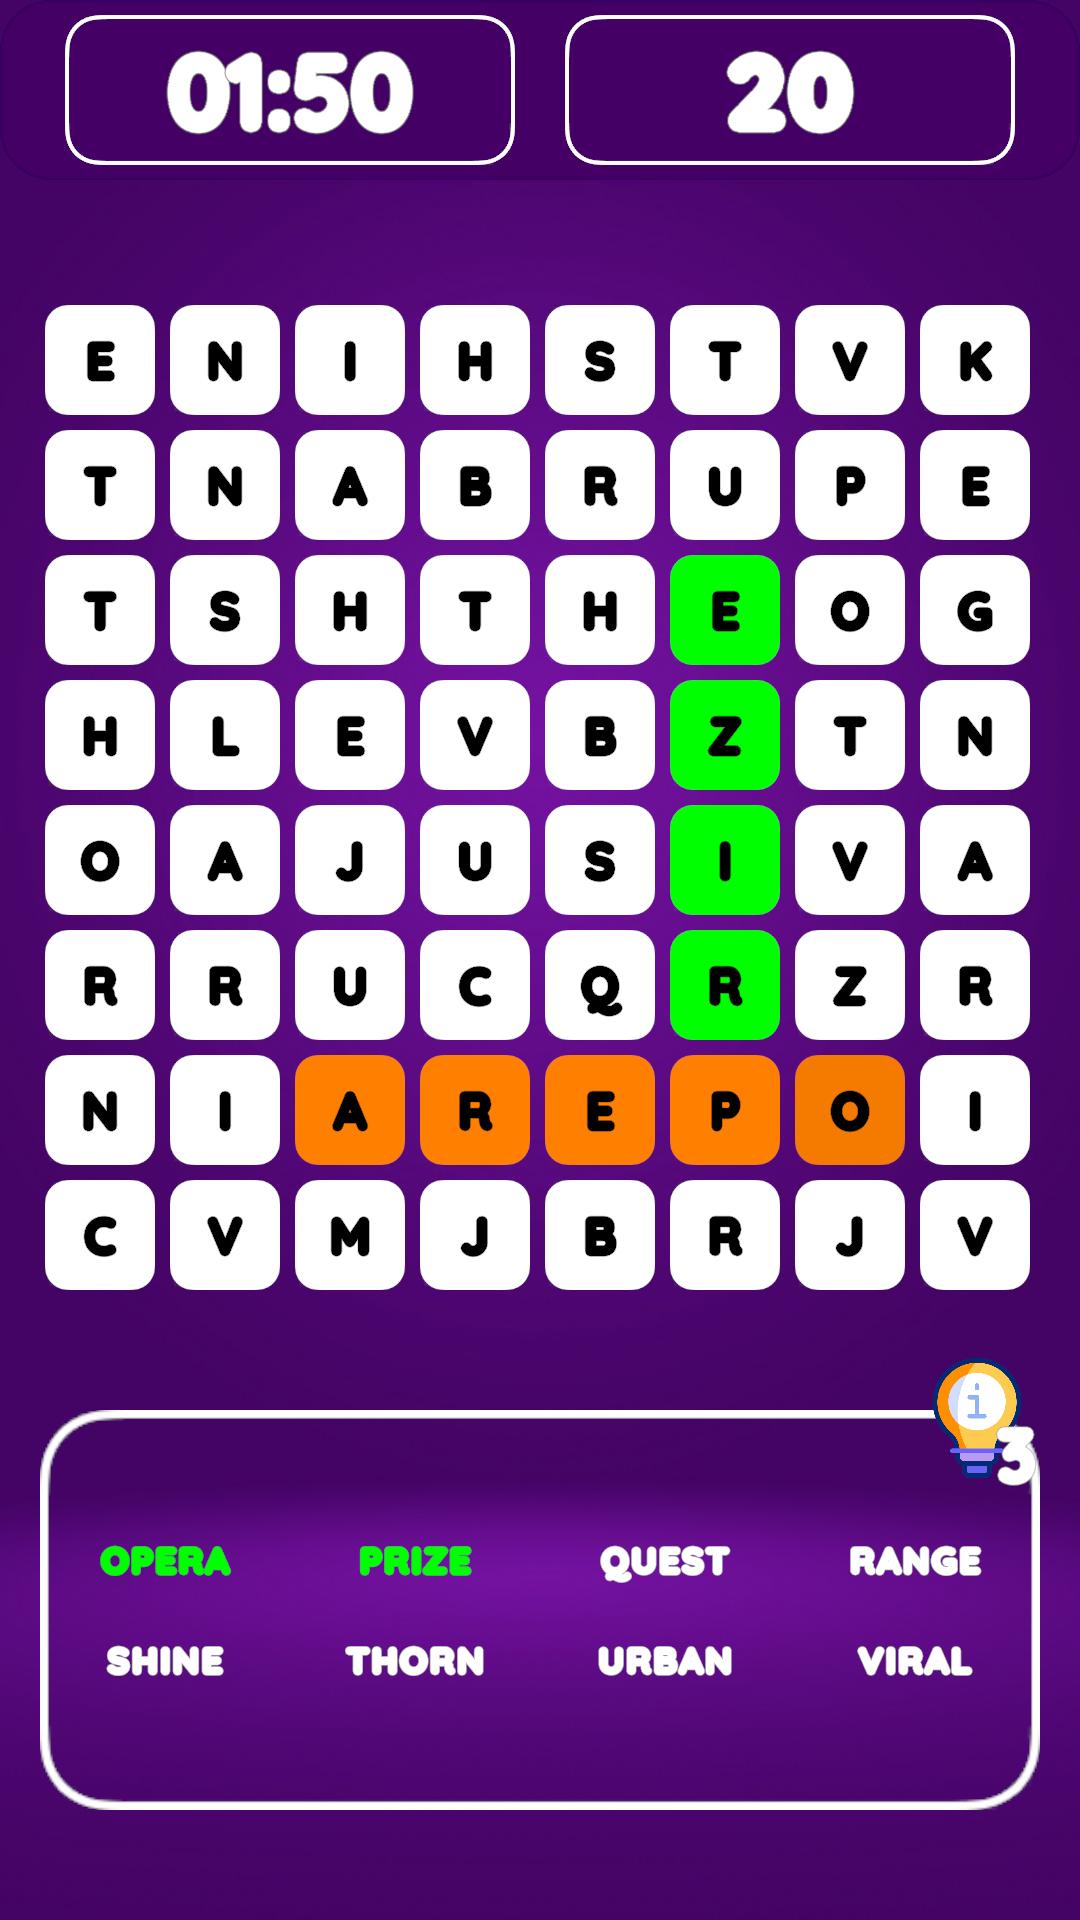 01:50 20
E N I H S T V K
T N A B R U P E
T S H T H E O G
H L E V B Z T N
O A J U S I V A
R R U C Q R Z R
N I A R E P O I
C V M J B R J V
i
3
OPERA PRIZE QUEST RANGE
SHINE THORN URBAN VIRAL